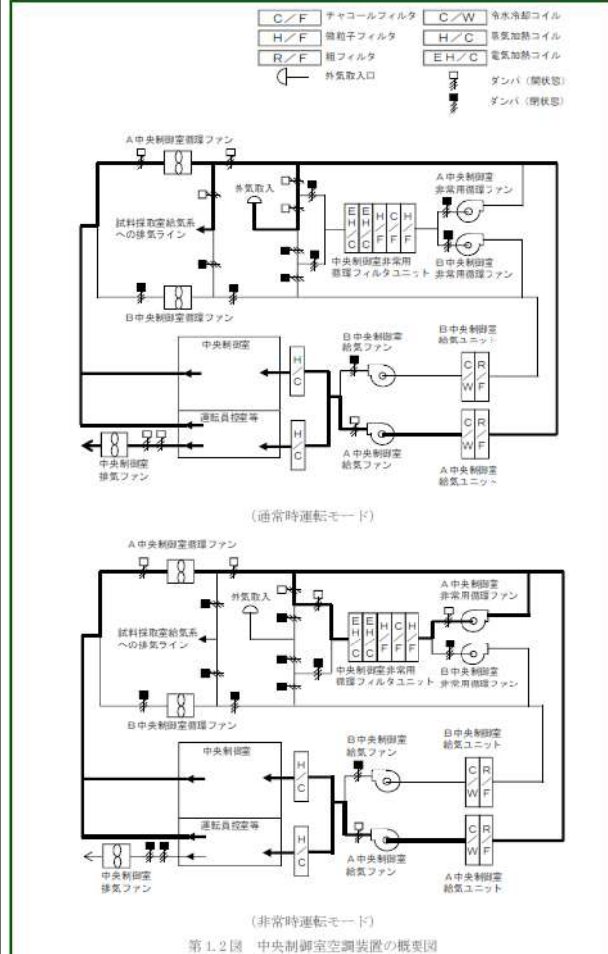 C/F チャコールフィルタ
C/W 冷水冷却コイル
H/F 微粒子フィルタ
H/C 蒸気加熱コイル
R/F 粗フィルタ
EH/C 電気加熱コイル
外気取入口
ダンパ（開状態）
ダンパ（閉状態）
A中央制御室循環ファン
外気取入
A中央制御室
非常用循環ファン
試料採取室給気系
への排気ライン
EH/C EH/C H/F C/F H/F
中央制御室非常用
循環フィルタユニット
B中央制御室
非常用循環ファン
B中央制御室循環ファン
中央制御室
H/C
B中央制御室
給気ファン
B中央制御室
給気ユニット
C/W R/F
運転員控室等
H/C
C/W R/F
中央制御室
排気ファン
A中央制御室
給気ファン
A中央制御室
給気ユニット
(通常時運転モード)
A中央制御室循環ファン
外気取入
A中央制御室
非常用循環ファン
試料採取室給気系
への排気ライン
EH/C EH/C H/F C/F H/F
中央制御室非常用
循環フィルタユニット
B中央制御室
非常用循環ファン
B中央制御室循環ファン
中央制御室
H/C
B中央制御室
給気ファン
B中央制御室
給気ユニット
C/W R/F
運転員控室等
H/C
C/W R/F
中央制御室
排気ファン
A中央制御室
給気ファン
A中央制御室
給気ユニット
(非常時運転モード)
第1.2図 中央制御室空調装置の概要図